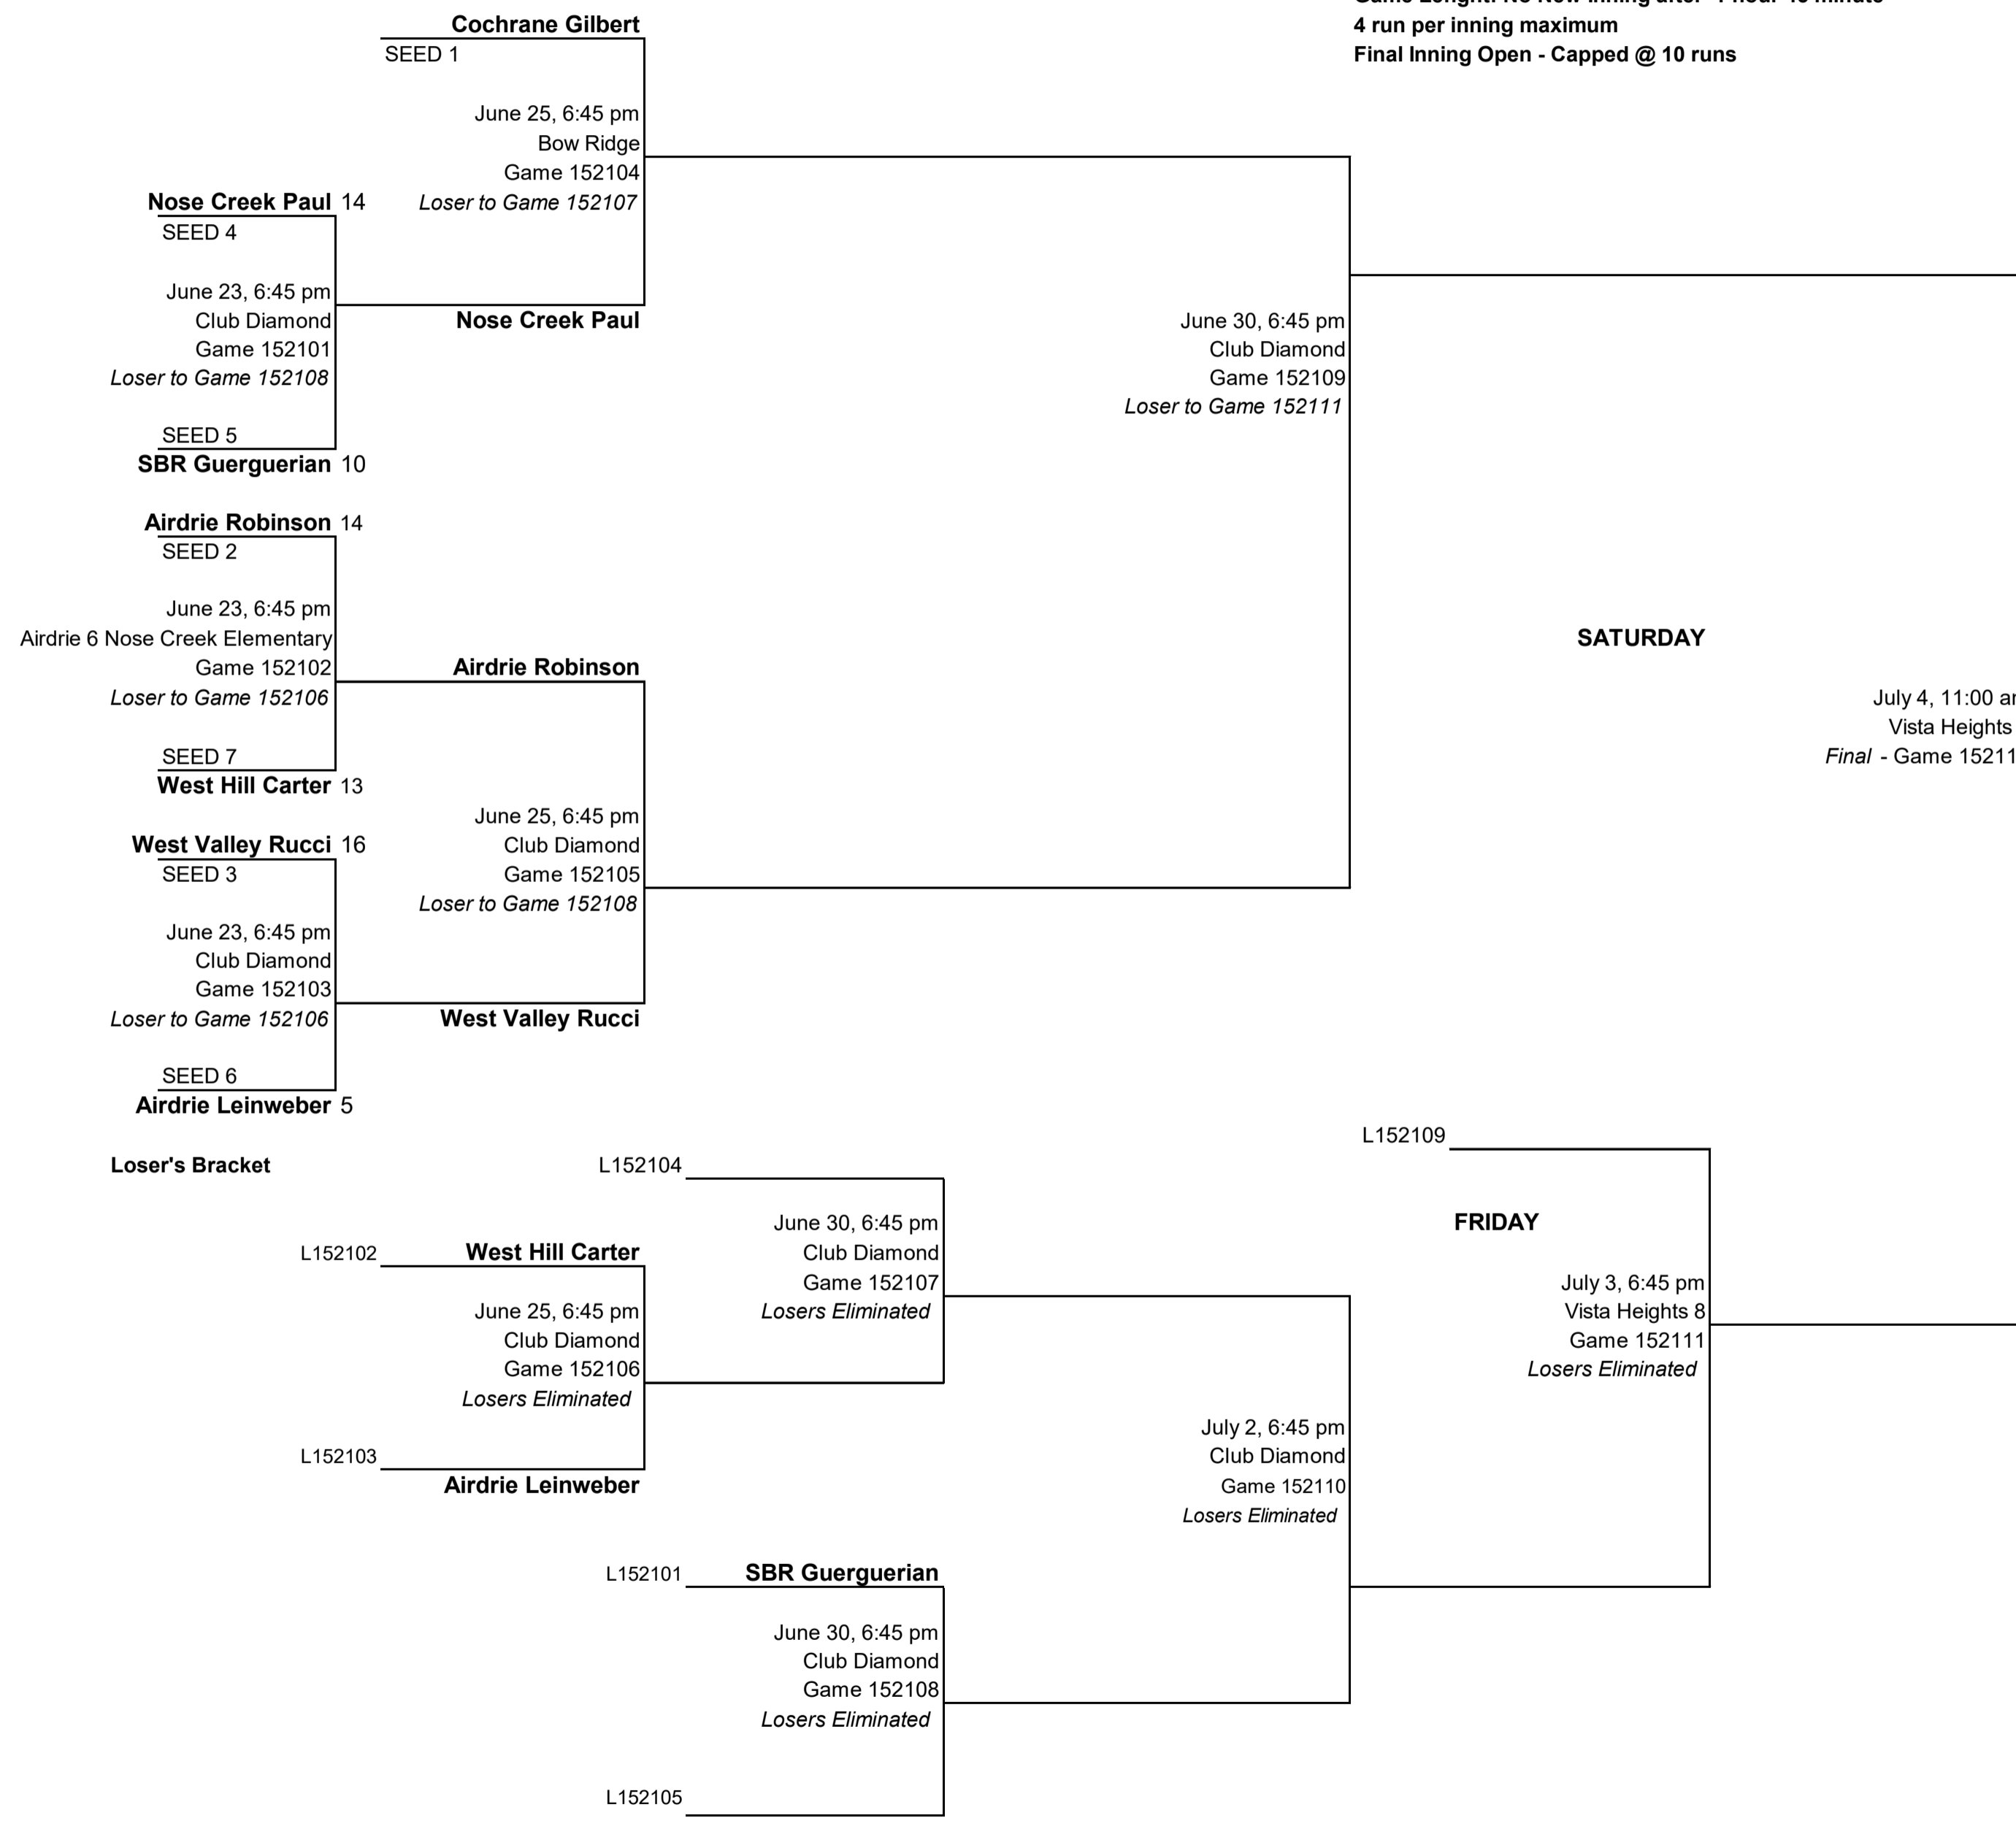 Cochrane Gilbert
SEED 1
4 run per inning maximum
Final Inning Open - Capped @ 10 runs
June 25, 6:45 pm
Bow Ridge
Game 152104
Loser to Game 152107
Nose Creek Paul 14
SEED 4
June 23, 6:45 pm
Club Diamond
Game 152101
Loser to Game 152108
SEED 5
SBR Guerguerian 10
Nose Creek Paul
June 30, 6:45 pm
Club Diamond
Game 152109
Loser to Game 152111
Airdrie Robinson 14
SEED 2
June 23, 6:45 pm
Airdrie 6 Nose Creek Elementary
Game 152102
Loser to Game 152106
SEED 7
West Hill Carter 13
Airdrie Robinson
SATURDAY
July 4, 11:00
Vista Heights
Final - Game 15211
West Valley Rucci 16
SEED 3
June 23, 6:45 pm
Club Diamond
Game 152103
Loser to Game 152106
SEED 6
Airdrie Leinweber 5
June 25, 6:45 pm
Club Diamond
Game 152105
Loser to Game 152108
West Valley Rucci
Loser's Bracket
L152104
L152109
L152102
West Hill Carter
June 25, 6:45 pm
Club Diamond
Game 152106
Losers Eliminated
L152103
Airdrie Leinweber
June 30, 6:45 pm
Club Diamond
Game 152107
Losers Eliminated
FRIDAY
July 3, 6:45 pm
Vista Heights 8
Game 152111
Losers Eliminated
July 2, 6:45 pm
Club Diamond
Game 152110
Losers Eliminated
L152101
SBR Guerguerian
June 30, 6:45 pm
Club Diamond
Game 152108
Losers Eliminated
L152105